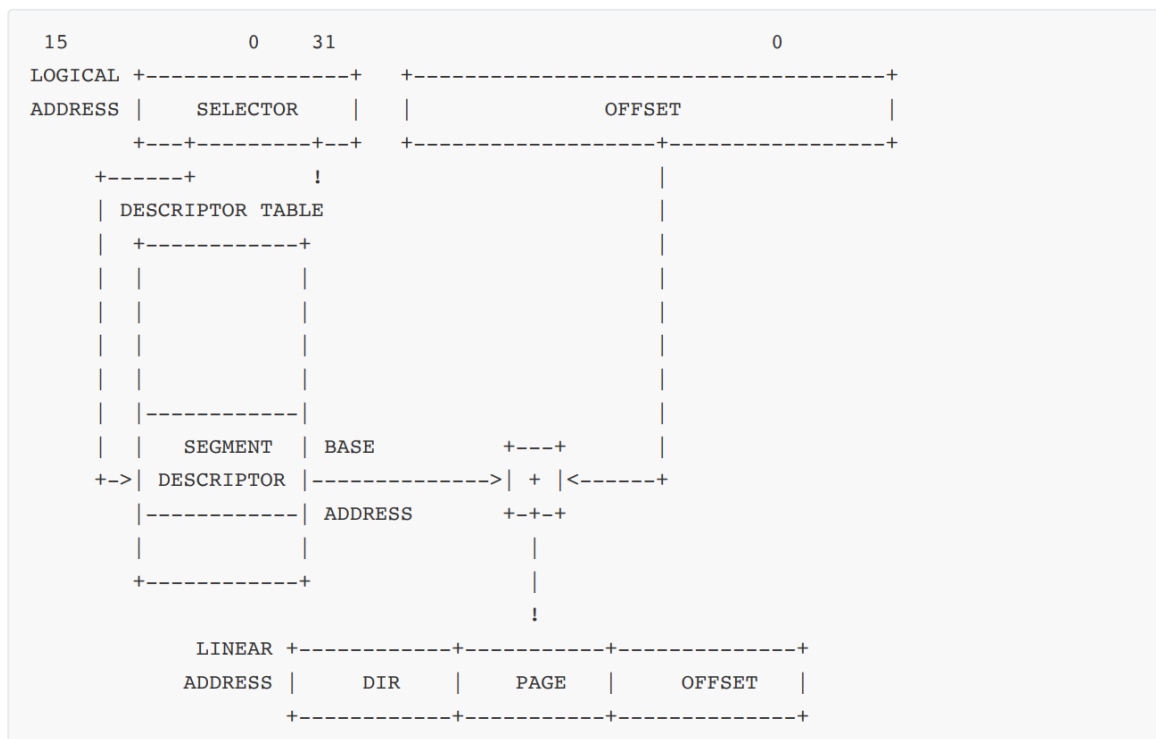 15              0    31                                   0
LOGICAL +----------------+   +-------------------------------------+
ADDRESS |    SELECTOR    |   |               OFFSET                |
        +---+---------+--+   +-------------------+-----------------+
     +------+         !                          |
     | DESCRIPTOR TABLE                          |
     |  +------------+                           |
     |  |            |                           |
     |  |            |                           |
     |  |            |                           |
     |  |            |                           |
     |  |------------|                           |
     |  |   SEGMENT  | BASE          +---+       |
     +->| DESCRIPTOR |-------------->| + |<------+
        |------------| ADDRESS       +-+-+
        |            |                 |
        +------------+                 |
                                       !
             LINEAR +------------+-----------+--------------+
            ADDRESS |     DIR    |    PAGE   |     OFFSET   |
                    +------------+-----------+--------------+